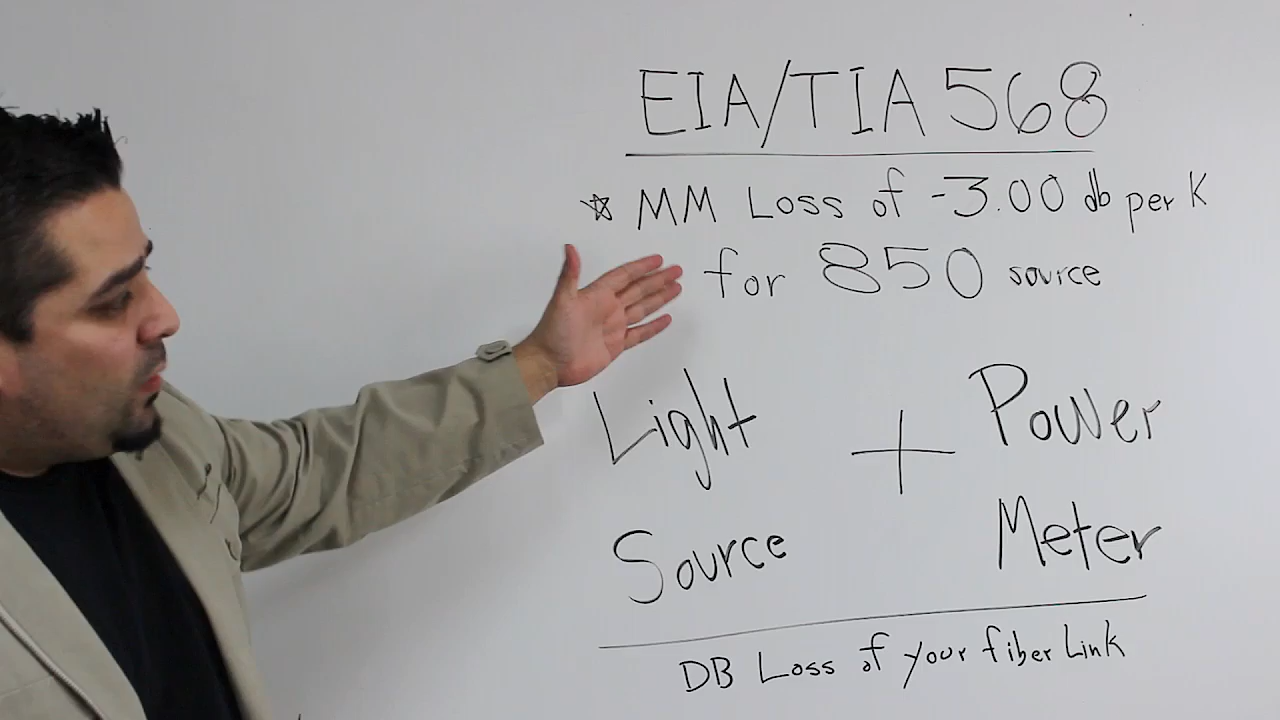 EIA/TIA 568
☆ MM Loss of -3.00 db per K
for 850 source
Light + Power
Source Meter
DB Loss of your fiber Link